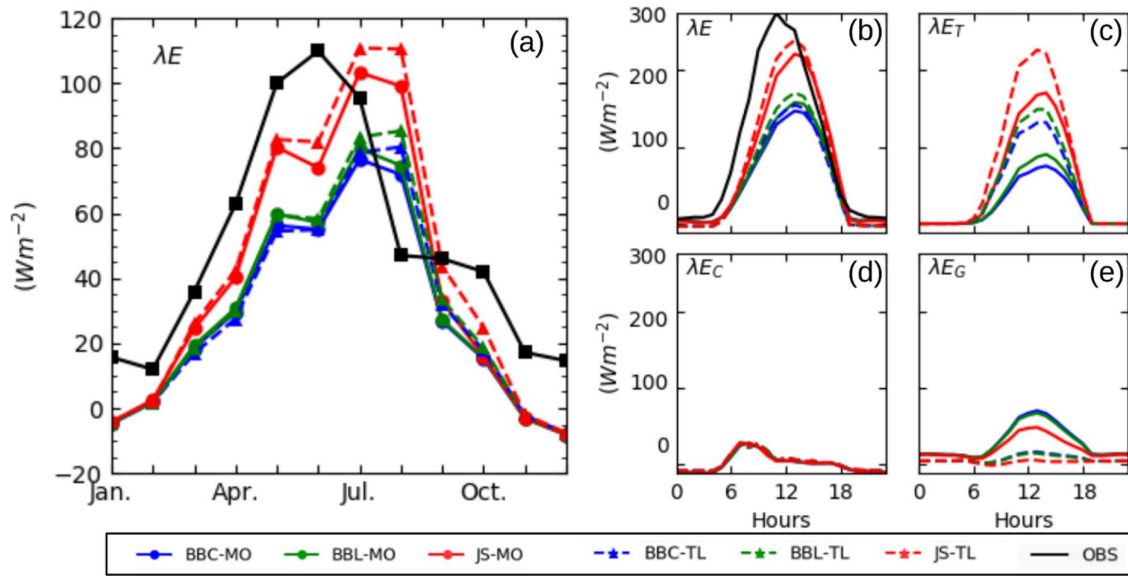 λE
(a)
120
100
80
60
40
20
0
−20
(Wm⁻²)
Jan.
Apr.
Jul.
Oct.
λE
(b)
300
200
100
0
(Wm⁻²)
λE_T
(c)
λE_C
(d)
300
200
100
0
(Wm⁻²)
0
6
12
18
Hours
λE_G
(e)
0
6
12
18
Hours
BBC-MO BBL-MO JS-MO BBC-TL BBL-TL JS-TL OBS